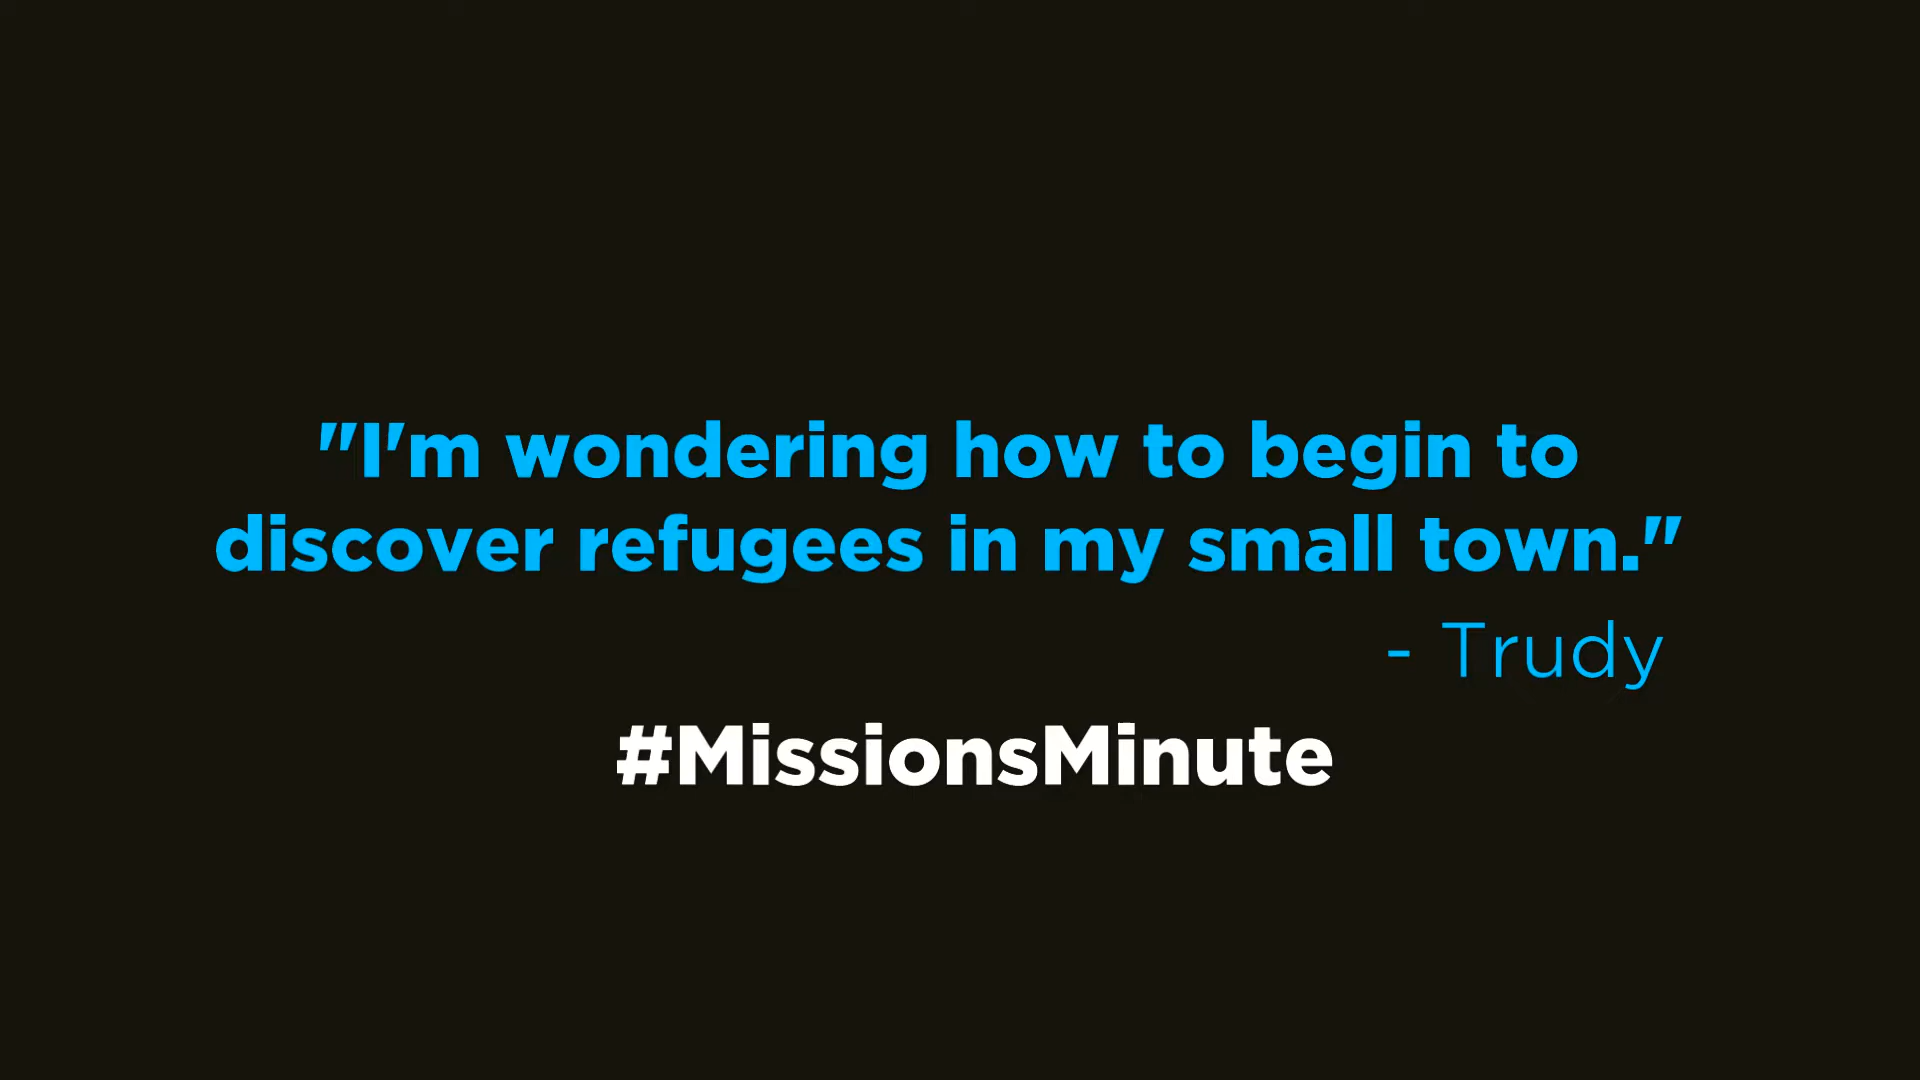 "I'm wondering how to begin to
discover refugees in my small town."
- Trudy
#MissionsMinute